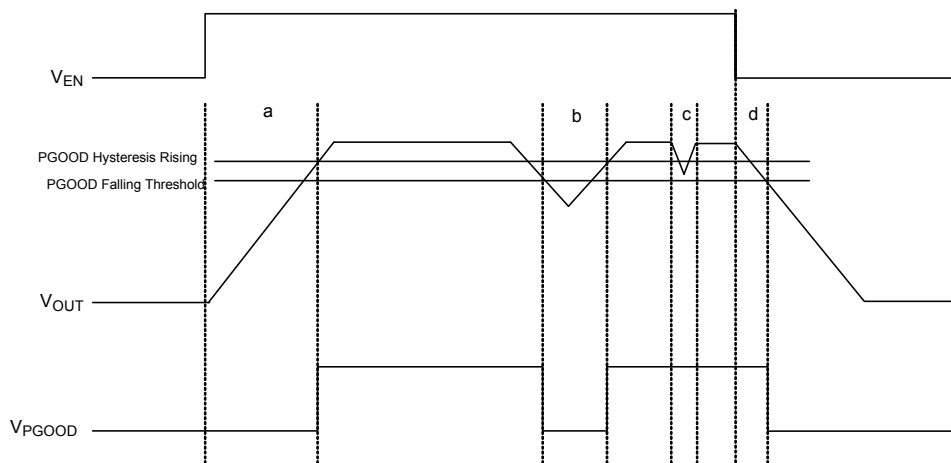 VEN
a
b
c
d
PGOOD Hysteresis Rising
PGOOD Falling Threshold
VOUT
VPGOOD